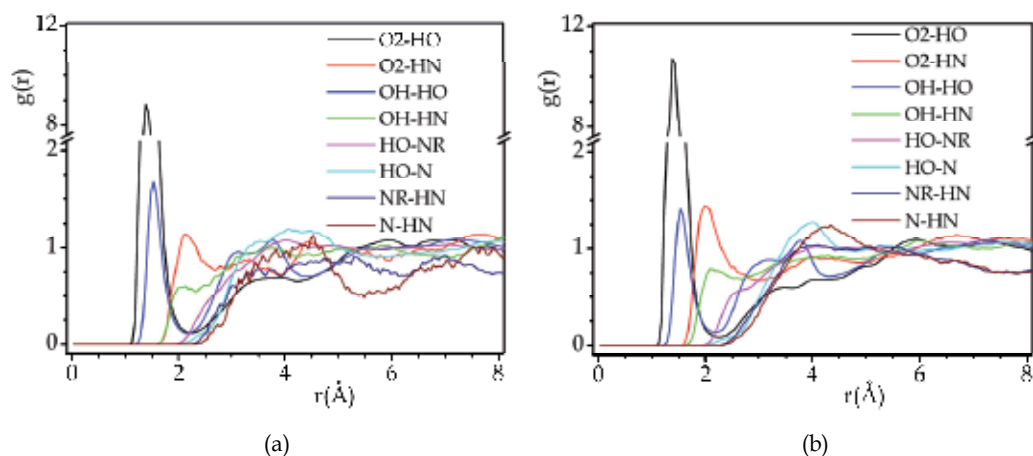 12
8
2
1
0
g(r)
O2-HO
O2-HN
OH-HO
OH-HN
HO-NR
HO-N
NR-HN
N-HN
0 2 4 6 8
r(Å)
(a)
12
8
2
1
0
g(r)
O2-HO
O2-HN
OH-HO
OH-HN
HO-NR
HO-N
NR-HN
N-HN
0 2 4 6 8
r(Å)
(b)